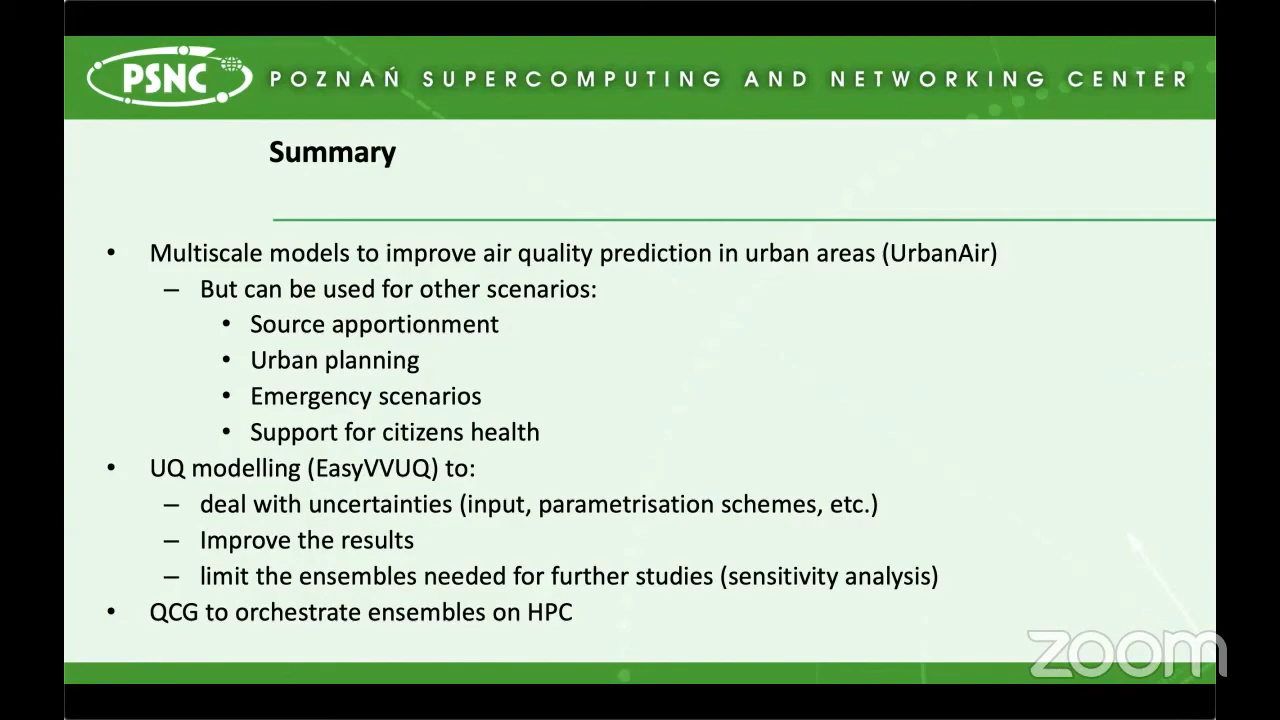 PSNC POZNAŃ SUPERCOMPUTING AND NETWORKING CENTER
Summary
• Multiscale models to improve air quality prediction in urban areas (UrbanAir)
– But can be used for other scenarios:
• Source apportionment
• Urban planning
• Emergency scenarios
• Support for citizens health
• UQ modelling (EasyVVUQ) to:
– deal with uncertainties (input, parametrisation schemes, etc.)
– Improve the results
– limit the ensembles needed for further studies (sensitivity analysis)
• QCG to orchestrate ensembles on HPC
zoom